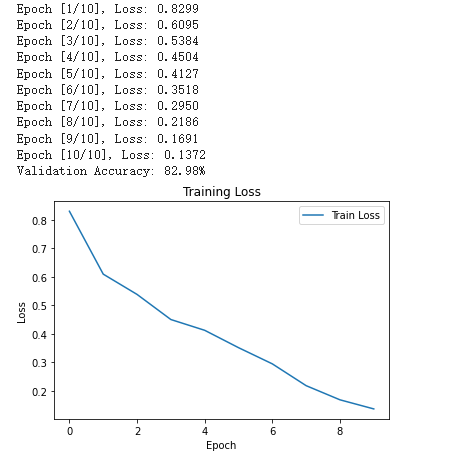 Epoch [1/10], Loss: 0.8299
Epoch [2/10], Loss: 0.6095
Epoch [3/10], Loss: 0.5384
Epoch [4/10], Loss: 0.4504
Epoch [5/10], Loss: 0.4127
Epoch [6/10], Loss: 0.3518
Epoch [7/10], Loss: 0.2950
Epoch [8/10], Loss: 0.2186
Epoch [9/10], Loss: 0.1691
Epoch [10/10], Loss: 0.1372
Validation Accuracy: 82.98%
Training Loss
Train Loss
0.8
0.7
0.6
0.5
0.4
0.3
0.2
Loss
0 2 4 6 8
Epoch